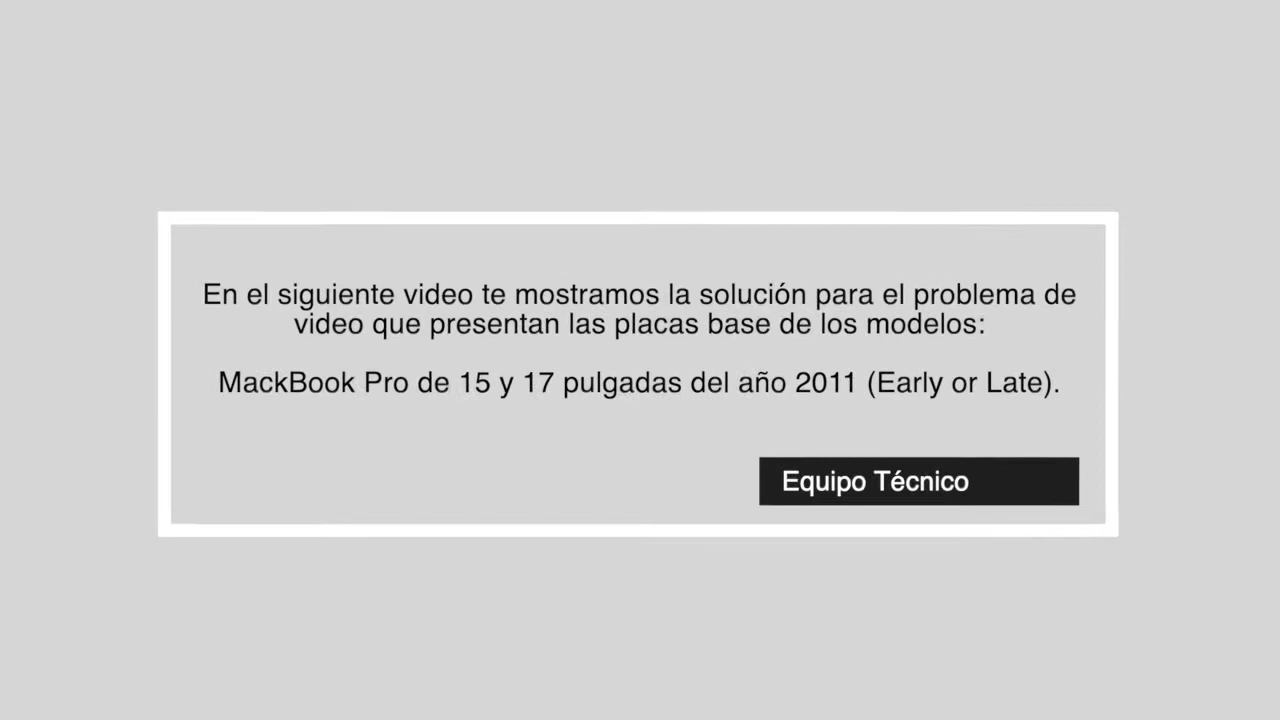 En el siguiente video te mostramos la solución para el problema de
video que presentan las placas base de los modelos:
MackBook Pro de 15 y 17 pulgadas del año 2011 (Early or Late).
Equipo Técnico